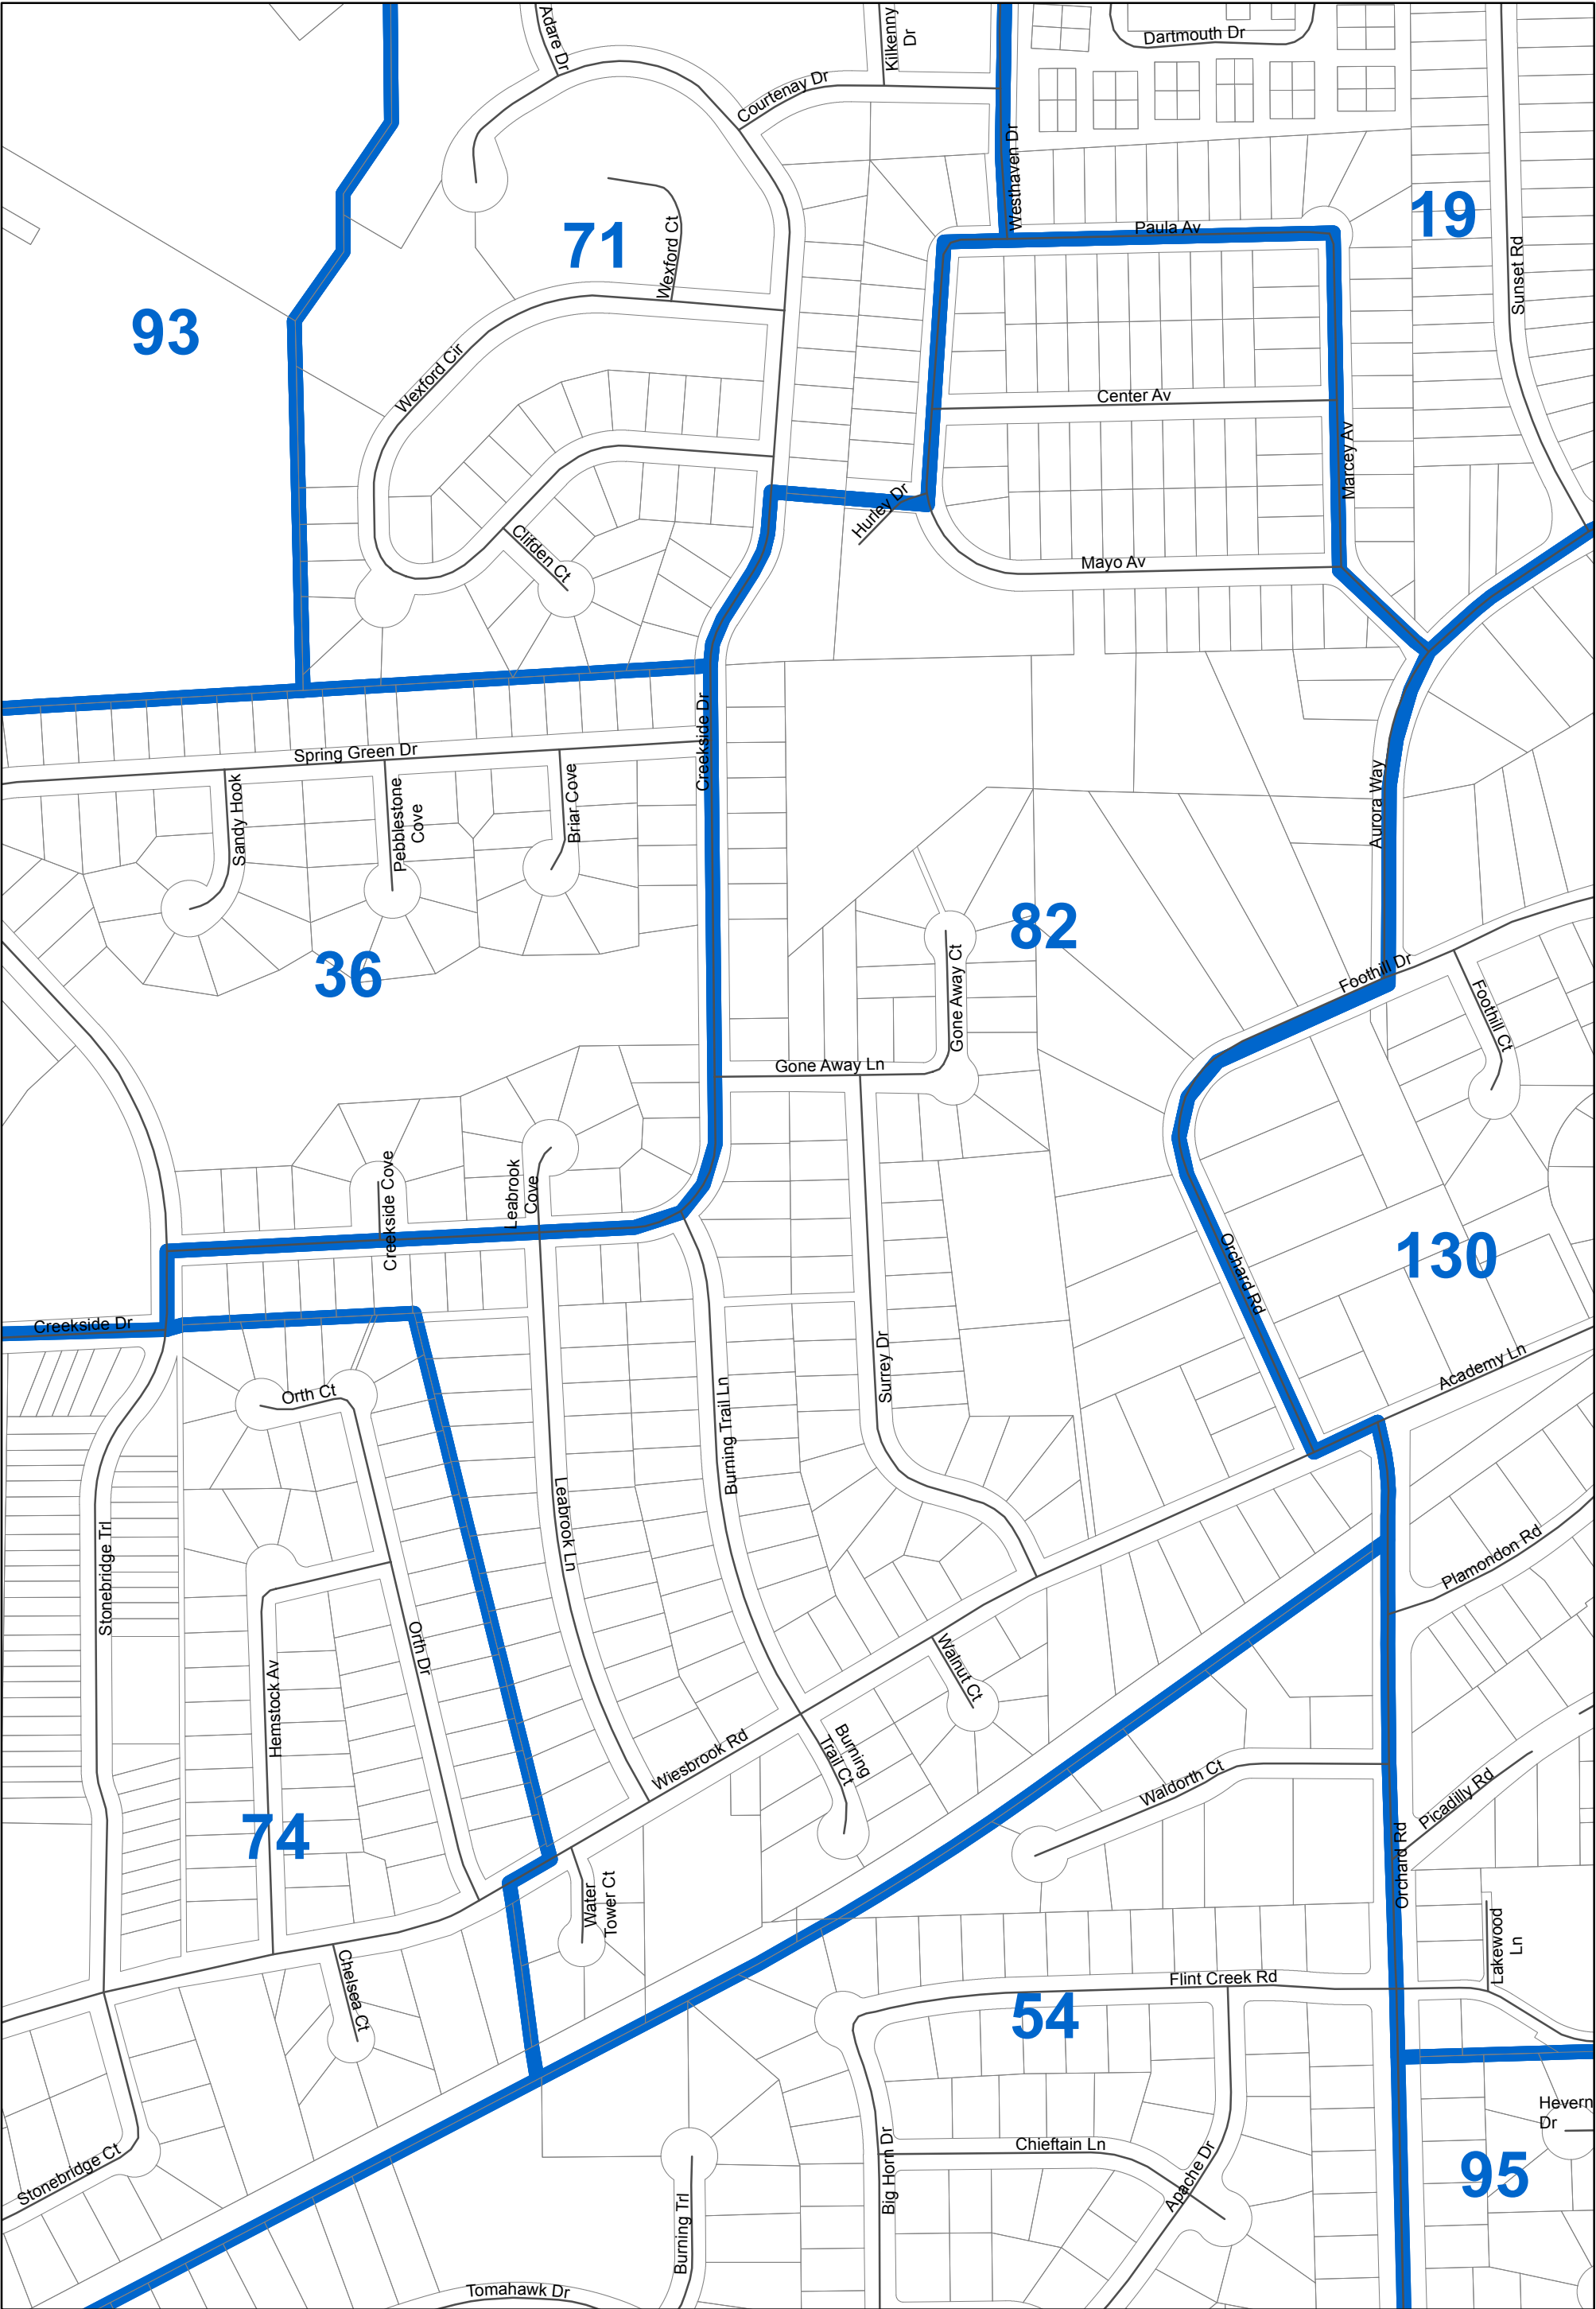 Adare Dr
Kilkenny
Dr
Dartmouth Dr
Courtenay Dr
Westhaven Dr
71
19
Paula Av
Wexford Ct
Sunset Rd
93
Wexford Cir
Center Av
Marcey Av
Hurley Dr
Clifden Ct
Mayo Av
Creekside Dr
Spring Green Dr
Sandy Hook
Pebblestone
Cove
Briar Cove
Aurora Way
82
36
Foothill Dr
Gone Away Ct
Foothill Ct
Gone Away Ln
Creekside Cove
Leabrook
Cove
Orchard Rd
130
Creekside Dr
Surrey Dr
Academy Ln
Orth Ct
Burning Trail Ln
Leabrook Ln
Stonebridge Trl
Plamondon Rd
Orth Dr
Walnut Ct
Hemstock Av
Wiesbrook Rd
Burning
Trail Ct
Waldorth Ct
Picadilly Rd
74
Orchard Rd
Water
Tower Ct
Lakewood
Ln
Chelsea Ct
Flint Creek Rd
54
Hevern
Dr
Stonebridge Ct
Big Horn Dr
Chieftain Ln
Apache Dr
95
Burning Trl
Tomahawk Dr